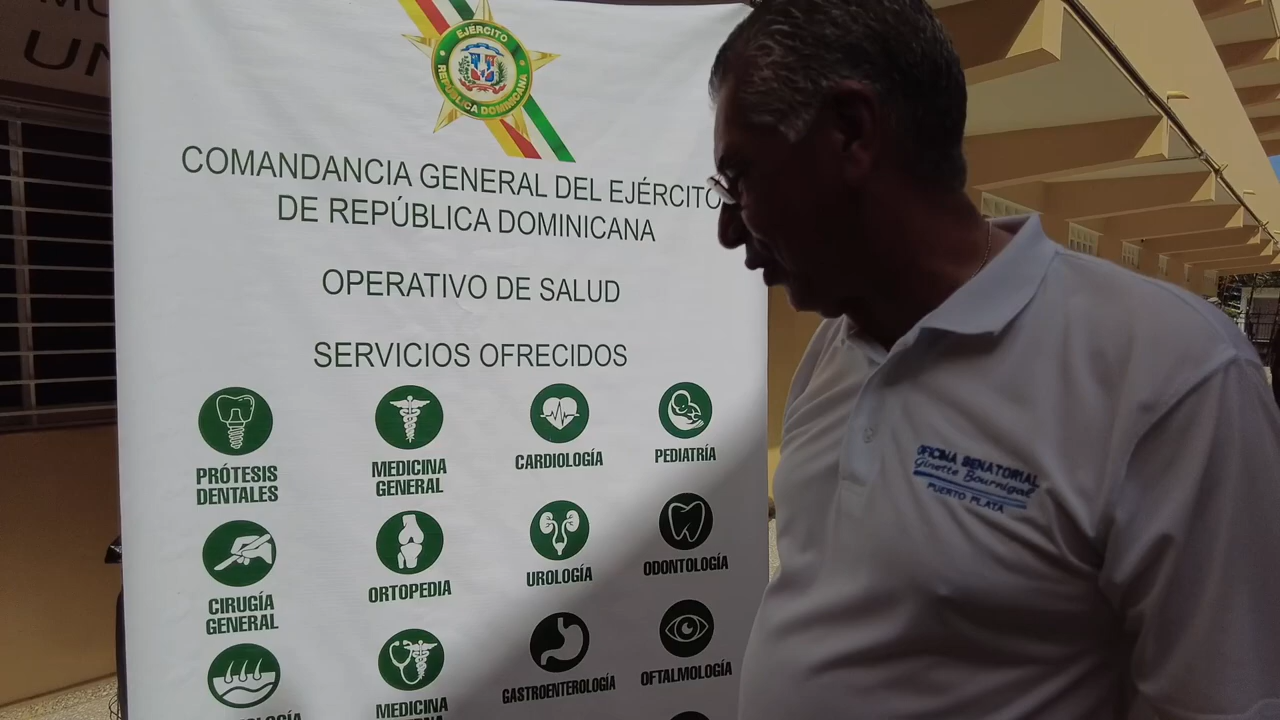 EJÉRCITO
REPÚBLICA DOMINICANA
COMANDANCIA GENERAL DEL EJÉRCITO
DE REPÚBLICA DOMINICANA
OPERATIVO DE SALUD
SERVICIOS OFRECIDOS
PRÓTESIS
DENTALES
MEDICINA
GENERAL
CARDIOLOGÍA
PEDIATRÍA
CIRUGÍA
GENERAL
ORTOPEDIA
UROLOGÍA
ODONTOLOGÍA
MEDICINA
GASTROENTEROLOGÍA
OFTALMOLOGÍA
OFICINA SENATORIAL
Ginette Bournigal
PUERTO PLATA